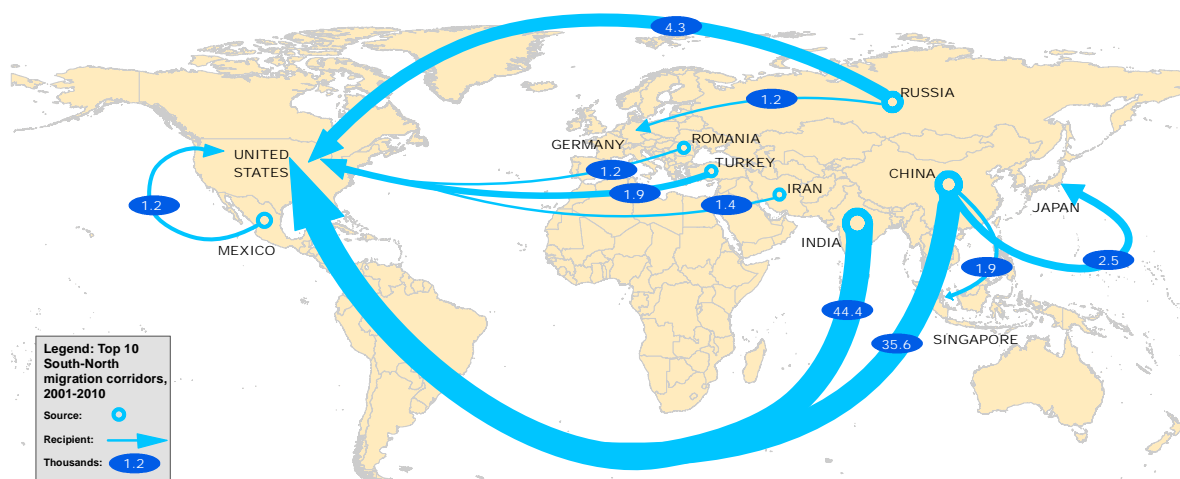 4.3
RUSSIA
1.2
ROMANIA
GERMANY
UNITED
STATES
TURKEY
1.2
CHINA
IRAN
1.9
1.4
1.2
JAPAN
MEXICO
INDIA
2.5
1.9
44.4
SINGAPORE
35.6
Legend: Top 10
South-North
migration corridors,
2001-2010
Source:
Recipient:
Thousands: 1.2